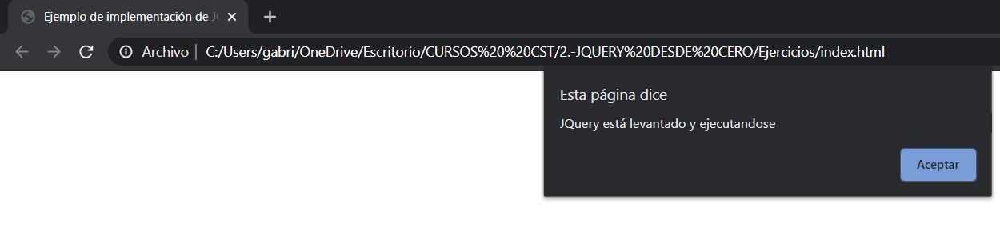 Ejemplo de implementación de J
Archivo | C:/Users/gabri/OneDrive/Escritorio/CURSOS%20%20CST/2.-JQUERY%20DESDE%20CERO/Ejercicios/index.html
Esta página dice
JQuery está levantado y ejecutandose
Aceptar